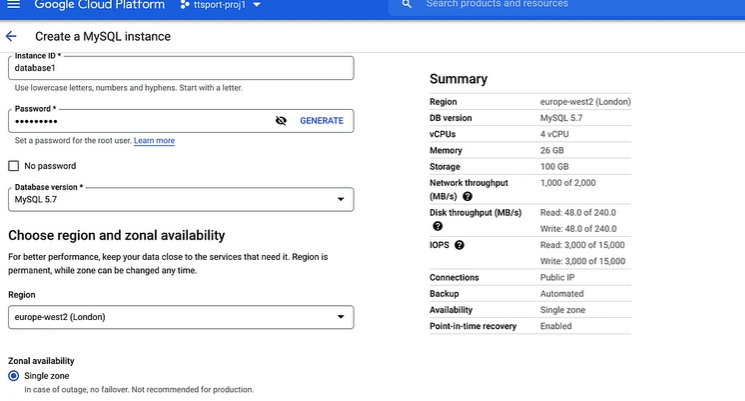 Google Cloud Platform
ttsport-proj1
Search products and resources
Create a MySQL instance
Instance ID *
database1
Use lowercase letters, numbers and hyphens. Start with a letter.
Password *
•••••••••
GENERATE
Set a password for the root user. Learn more
No password
Database version *
MySQL 5.7
Choose region and zonal availability
For better performance, keep your data close to the services that need it. Region is
permanent, while zone can be changed any time.
Region
europe-west2 (London)
Zonal availability
Single zone
In case of outage, no failover. Not recommended for production.
Summary
Region europe-west2 (London)
DB version MySQL 5.7
vCPUs 4 vCPU
Memory 26 GB
Storage 100 GB
Network throughput 1,000 of 2,000
(MB/s) ?
Disk throughput (MB/s) Read: 48.0 of 240.0
? Write: 48.0 of 240.0
IOPS ? Read: 3,000 of 15,000
Write: 3,000 of 15,000
Connections Public IP
Backup Automated
Availability Single zone
Point-in-time recovery Enabled